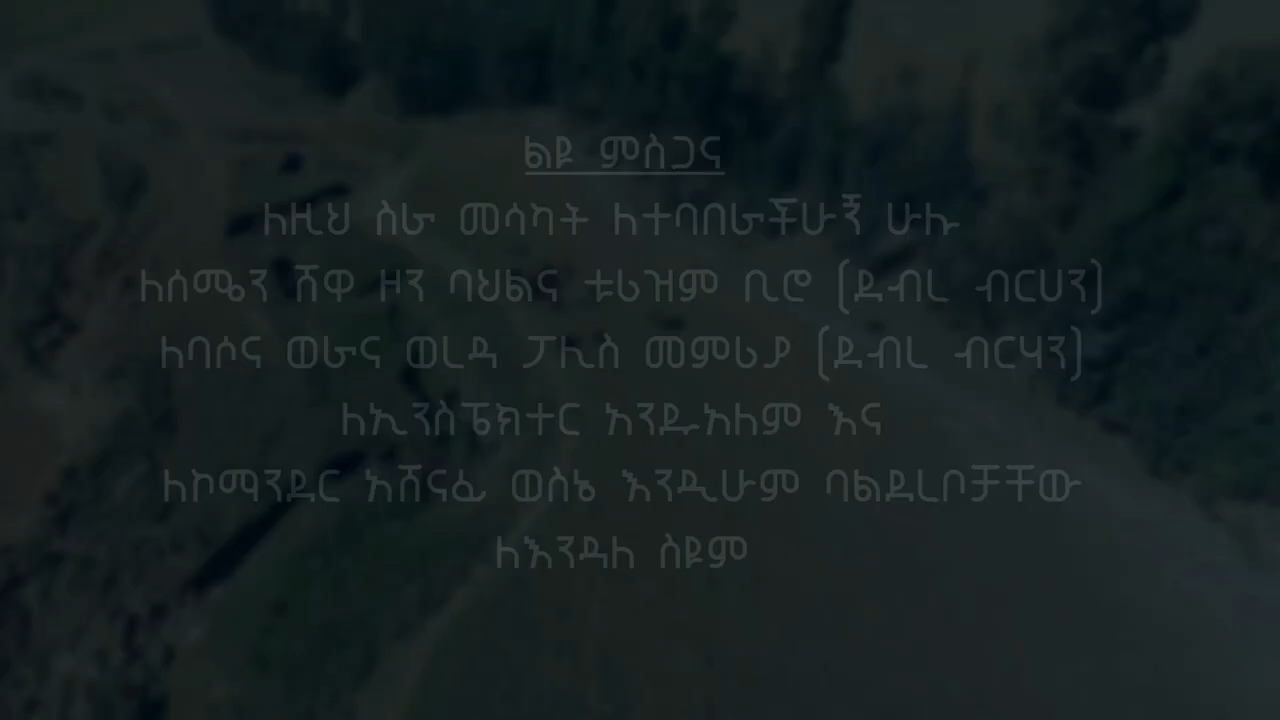 ልዩ ምስጋና
ለዚህ ስራ መሳካት ለተባበራችሁኝ ሁሉ
ለሰሜን ሸዋ ዞን ባህልና ቱሪዝም ቢሮ (ደብረ ብርሀን)
ለባሶና ወራና ወረዳ ፖሊስ መምሪያ (ደብረ ብርሃን)
ለኢንስፔክተር አንዱአለም እና
ለኮማንደር አሸናፊ ወስኔ እንዲሁም ባልደረቦቻቸው
ለእንዳለ ስዩም